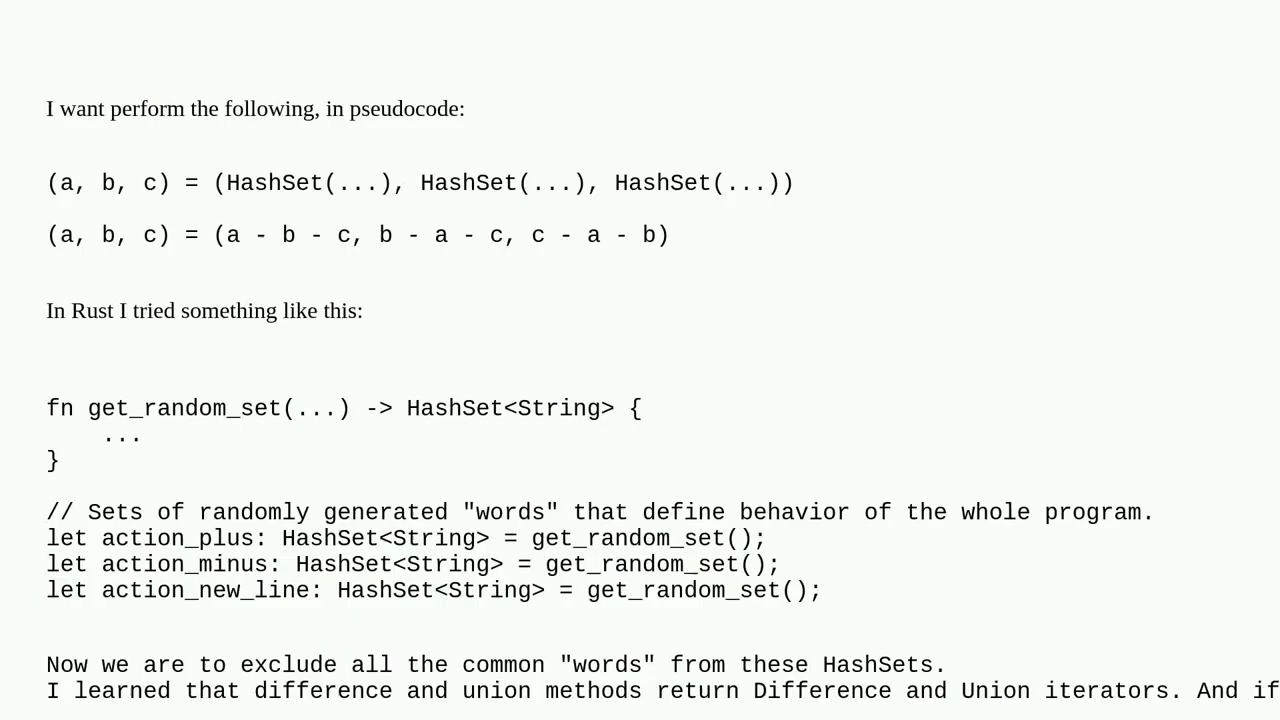 I want perform the following, in pseudocode:
(a, b, c) = (HashSet(...), HashSet(...), HashSet(...))
(a, b, c) = (a - b - c, b - a - c, c - a - b)
In Rust I tried something like this:
fn get_random_set(...) -> HashSet<String> {
    ...
}
// Sets of randomly generated "words" that define behavior of the whole program.
let action_plus: HashSet<String> = get_random_set();
let action_minus: HashSet<String> = get_random_set();
let action_new_line: HashSet<String> = get_random_set();
Now we are to exclude all the common "words" from these HashSets.
I learned that difference and union methods return Difference and Union iterators. And if